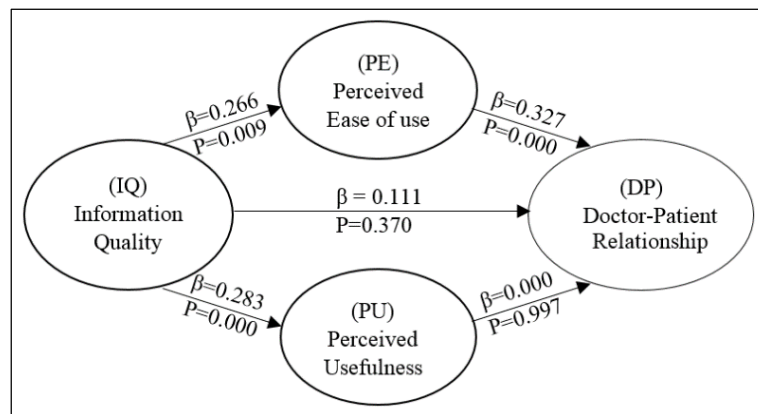 (PE)
Perceived
Ease of use
β=0.266
P=0.009
β=0.327
P=0.000
(IQ)
Information
Quality
β = 0.111
P=0.370
(DP)
Doctor-Patient
Relationship
β=0.283
P=0.000
(PU)
Perceived
Usefulness
β=0.000
P=0.997